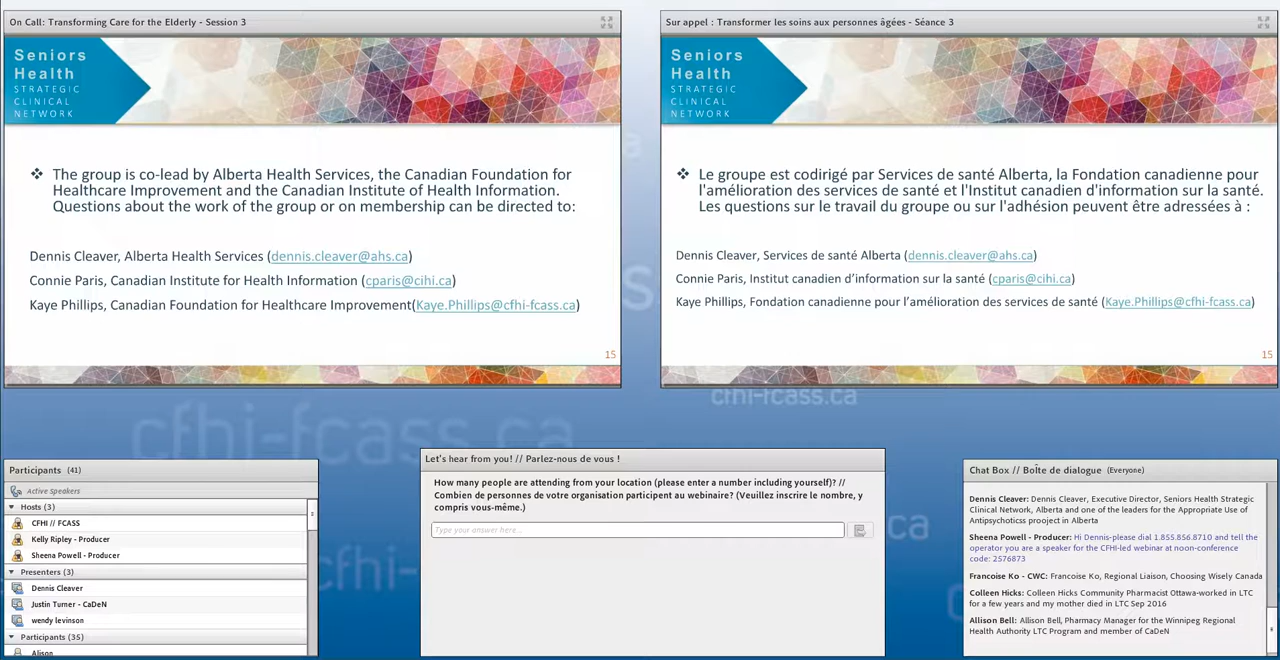 On Call: Transforming Care for the Elderly - Session 3
Seniors
Health
STRATEGIC
CLINICAL
NETWORK
❖ The group is co-lead by Alberta Health Services, the Canadian Foundation for
Healthcare Improvement and the Canadian Institute of Health Information.
Questions about the work of the group or on membership can be directed to:
Dennis Cleaver, Alberta Health Services (dennis.cleaver@ahs.ca)
Connie Paris, Canadian Institute for Health Information (cparis@cihi.ca)
Kaye Phillips, Canadian Foundation for Healthcare Improvement(Kaye.Phillips@cfhi-fcass.ca)
15
Sur appel : Transformer les soins aux personnes âgées - Séance 3
Seniors
Health
STRATEGIC
CLINICAL
NETWORK
❖ Le groupe est codirigé par Services de santé Alberta, la Fondation canadienne pour
l'amélioration des services de santé et l'Institut canadien d'information sur la santé.
Les questions sur le travail du groupe ou sur l'adhésion peuvent être adressées à :
Dennis Cleaver, Services de santé Alberta (dennis.cleaver@ahs.ca)
Connie Paris, Institut canadien d’information sur la santé (cparis@cihi.ca)
Kaye Phillips, Fondation canadienne pour l’amélioration des services de santé (Kaye.Phillips@cfhi-fcass.ca)
15
cfhi-fcass.ca
cfhi-fcass.ca
Participants (41)
Active Speakers
Hosts (3)
CFHI // FCASS
Kelly Ripley - Producer
Sheena Powell - Producer
Presenters (3)
Dennis Cleaver
Justin Turner - CaDeN
wendy levinson
Participants (35)
Alison
Let's hear from you! // Parlez-nous de vous !
How many people are attending from your location (please enter a number including yourself)? //
Combien de personnes de votre organisation participent au webinaire? (Veuillez inscrire le nombre, y
compris vous-même.)
Type your answer here...
Chat Box // Boîte de dialogue (Everyone)
Dennis Cleaver: Dennis Cleaver, Executive Director, Seniors Health Strategic
Clinical Network, Alberta and one of the leaders for the Appropriate Use of
Antipsychoticss prooject in Alberta
Sheena Powell - Producer: Hi Dennis-please dial 1.855.856.8710 and tell the
operator you are a speaker for the CFHI-led webinar at noon-conference
code: 2576873
Francoise Ko - CWC: Francoise Ko, Regional Liaison, Choosing Wisely Canada
Colleen Hicks: Colleen Hicks Community Pharmacist Ottawa-worked in LTC
for a few years and my mother died in LTC Sep 2016
Allison Bell: Allison Bell, Pharmacy Manager for the Winnipeg Regional
Health Authority LTC Program and member of CaDeN